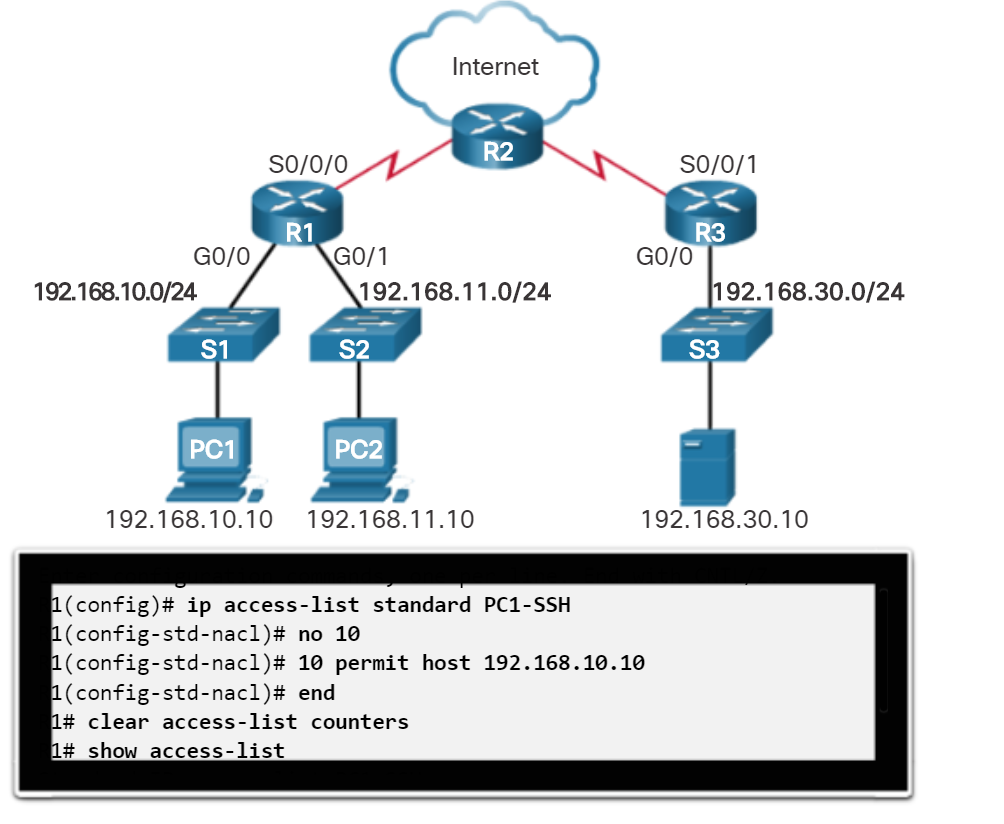 Internet
R2
S0/0/0
S0/0/1
R1
R3
G0/0
G0/1
G0/0
192.168.10.0/24
192.168.11.0/24
192.168.30.0/24
S1
S2
S3
PC1
PC2
192.168.10.10
192.168.11.10
192.168.30.10
1(config)# ip access-list standard PC1-SSH
1(config-std-nacl)# no 10
1(config-std-nacl)# 10 permit host 192.168.10.10
1(config-std-nacl)# end
1# clear access-list counters
1# show access-list